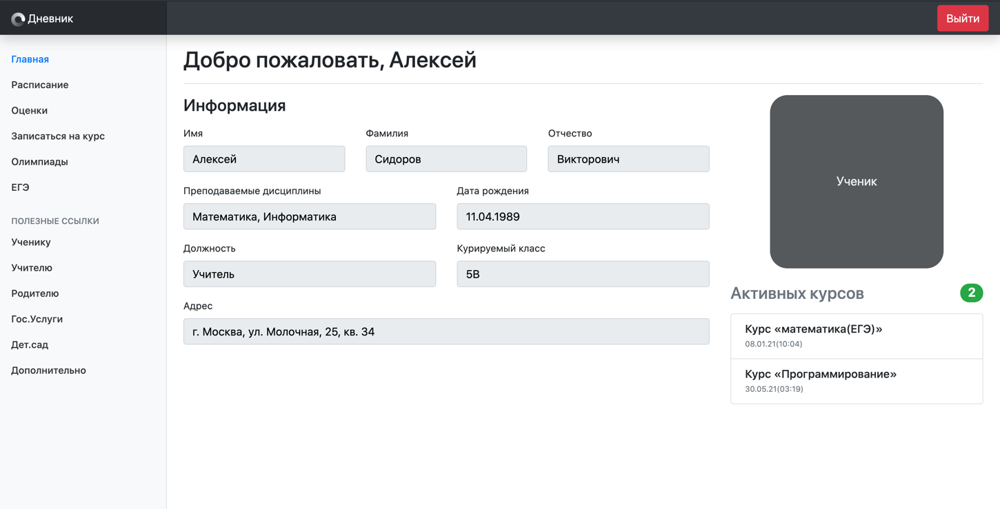 Дневник
Выйти
Главная
Расписание
Оценки
Записаться на курс
Олимпиады
ЕГЭ
ПОЛЕЗНЫЕ ССЫЛКИ
Ученику
Учителю
Родителю
Гос.Услуги
Дет.сад
Дополнительно
Добро пожаловать, Алексей
Информация
Имя
Фамилия
Отчество
Алексей
Сидоров
Викторович
Преподаваемые дисциплины
Дата рождения
Математика, Информатика
11.04.1989
Должность
Курируемый класс
Учитель
5В
Адрес
г. Москва, ул. Молочная, 25, кв. 34
Ученик
Активных курсов
2
Курс «математика(ЕГЭ)»
08.01.21(10:04)
Курс «Программирование»
30.05.21(03:19)